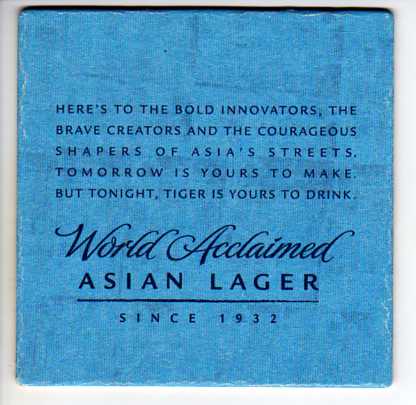 HERE'S TO THE BOLD INNOVATORS, THE
BRAVE CREATORS AND THE COURAGEOUS
SHAPERS OF ASIA'S STREETS.
TOMORROW IS YOURS TO MAKE.
BUT TONIGHT, TIGER IS YOURS TO DRINK.
World Acclaimed
ASIAN LAGER
SINCE 1932